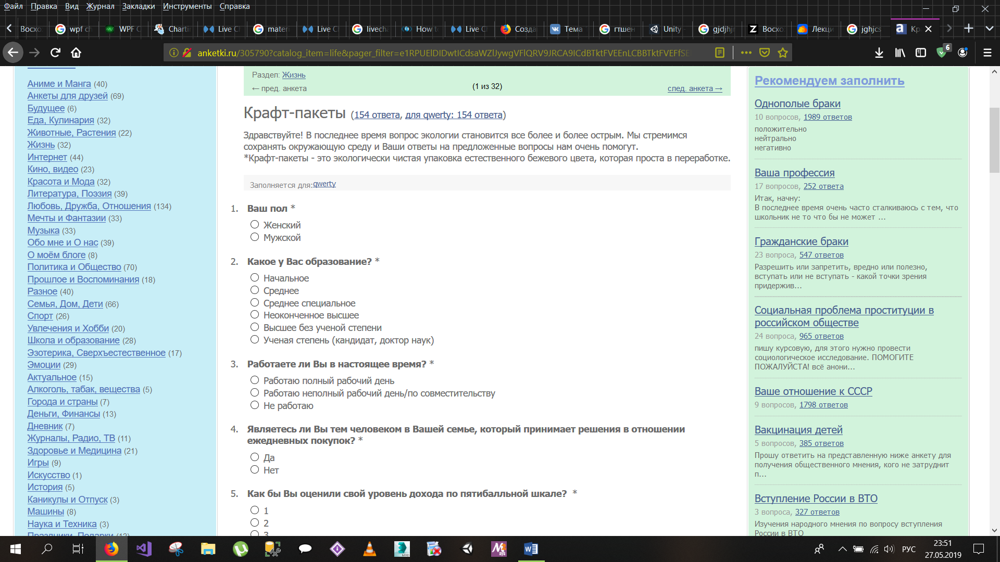 Файл Правка Вид Журнал Закладки Инструменты Справка
Восхо wpf c WPF C Charti Live C mater Live C livech How t Live C Созда Тема ггшен Unity gjdjhj Восхо Лекци jghjcs Кр
anketki.ru/305790?catalog_item=life&pager_filter=
6
Аниме и Манга (40)
Анкеты для друзей (69)
Будущее (6)
Еда, Кулинария (32)
Животные, Растения (22)
Жизнь (32)
Интернет (44)
Кино, видео (23)
Красота и Мода (32)
Литература, Поэзия (39)
Любовь, Дружба, Отношения (134)
Мечты и Фантазии (33)
Музыка (33)
Обо мне и О нас (39)
О моём блоге (8)
Политика и Общество (70)
Прошлое и Воспоминания (18)
Разное (40)
Семья, Дом, Дети (66)
Спорт (26)
Увлечения и Хобби (20)
Школа и образование (28)
Эзотерика, Сверхъестественное (17)
Эмоции (29)
Актуальное (15)
Алкоголь, табак, вещества (5)
Города и страны (7)
Деньги, Финансы (13)
Дневник (7)
Журналы, Радио, ТВ (11)
Здоровье и Медицина (21)
Игры (9)
Искусство (1)
История (5)
Каникулы и Отпуск (3)
Машины (8)
Наука и Техника (3)
Праздники, Подарки (12)
Раздел: Жизнь
← пред. анкета (1 из 32) след. анкета →
Крафт-пакеты (154 ответа, для qwerty: 154 ответа)
Здравствуйте! В последнее время вопрос экологии становится все более и более острым. Мы стремимся
сохранять окружающую среду и Ваши ответы на предложенные вопросы нам очень помогут.
*Крафт-пакеты - это экологически чистая упаковка естественного бежевого цвета, которая проста в переработке.
Заполняется для:qwerty
1. Ваш пол *
Женский
Мужской
2. Какое у Вас образование? *
Начальное
Среднее
Среднее специальное
Неоконченное высшее
Высшее без ученой степени
Ученая степень (кандидат, доктор наук)
3. Работаете ли Вы в настоящее время? *
Работаю полный рабочий день
Работаю неполный рабочий день/по совместительству
Не работаю
4. Являетесь ли Вы тем человеком в Вашей семье, который принимает решения в отношении
ежедневных покупок? *
Да
Нет
5. Как бы Вы оценили свой уровень дохода по пятибалльной шкале? *
1
2
3
Рекомендуем заполнить
Однополые браки
10 вопросов, 1989 ответов
положительно
нейтрально
негативно
Ваша профессия
17 вопросов, 252 ответа
Итак, начну:
В последнее время очень часто сталкиваюсь с тем, что
школьник не то что бы не может ...
Гражданские браки
23 вопроса, 547 ответов
Разрешить или запретить, вредно или полезно,
вступать или не вступать - какой точки зрения
придержив...
Социальная проблема проституции в
российском обществе
24 вопроса, 965 ответов
пишу курсовую, для этого нужно провести
социологическое исследование. ПОМОГИТЕ
ПОЖАЛУЙСТА! всё анони...
Ваше отношение к СССР
9 вопросов, 1798 ответов
Вакцинация детей
5 вопросов, 385 ответов
Прошу ответить на представленную ниже анкету для
получения общественного мнения, кого не затруднит
п...
Вступление России в ВТО
3 вопроса, 327 ответов
Изучения народного мнения по вопросу вступления
России в ВТО
РУС
23:51
27.05.2019